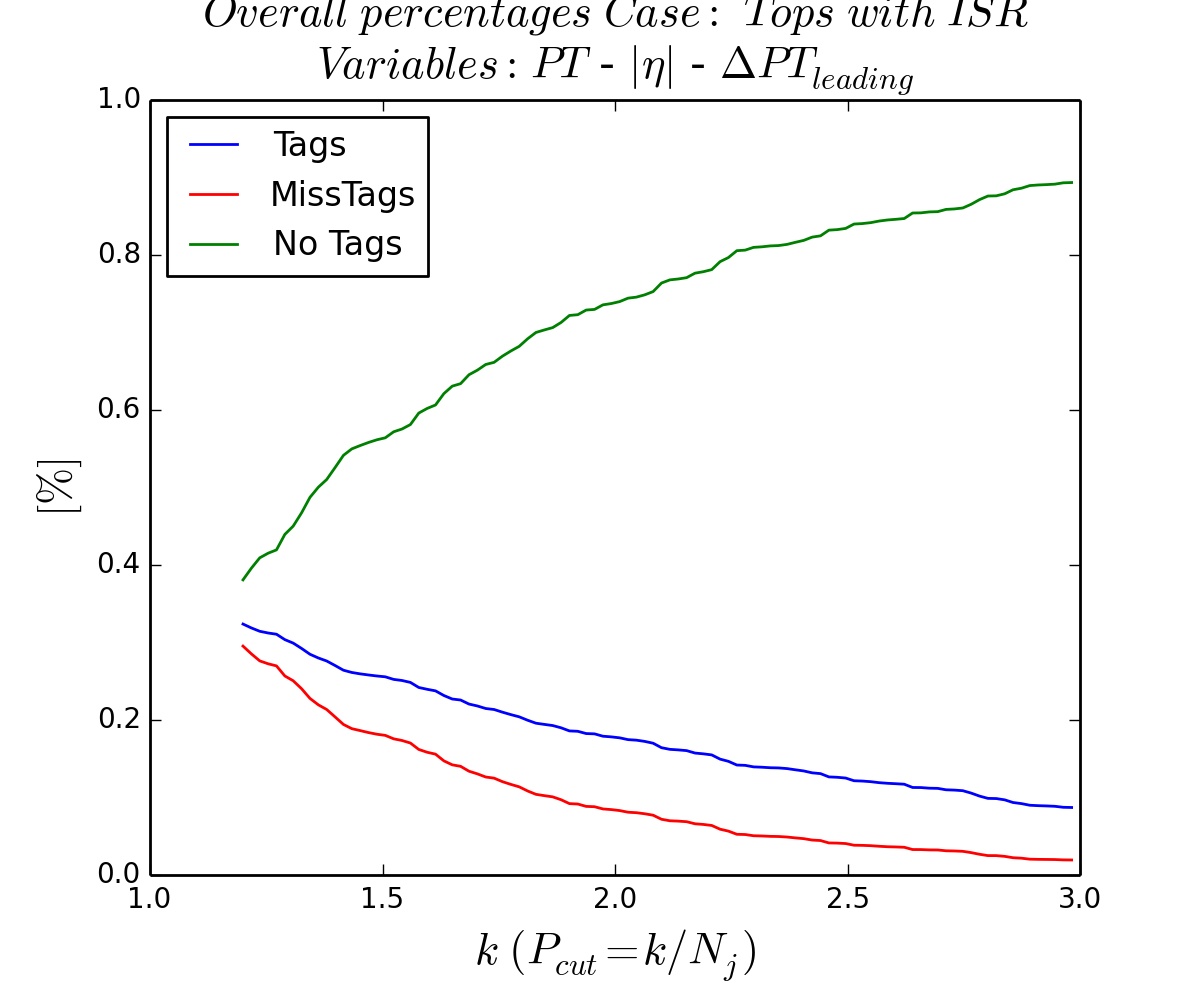 Overall percentages Case: Tops with ISR
Variables: PT - |η| - ΔPT_leading
1.0
Tags
MissTags
No Tags
0.8
0.6
[%]
0.4
0.2
0.0
1.0 1.5 2.0 2.5 3.0
k (P_cut = k/N_j)